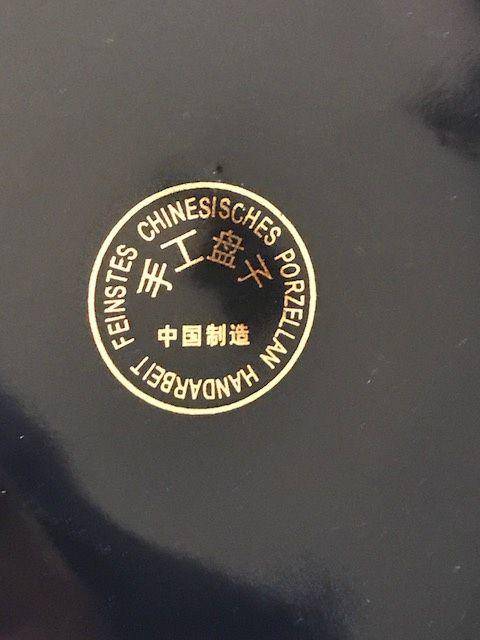 FEINSTES CHINESISCHES PORZELLAN HANDARBEIT
手工盘子
中国制造